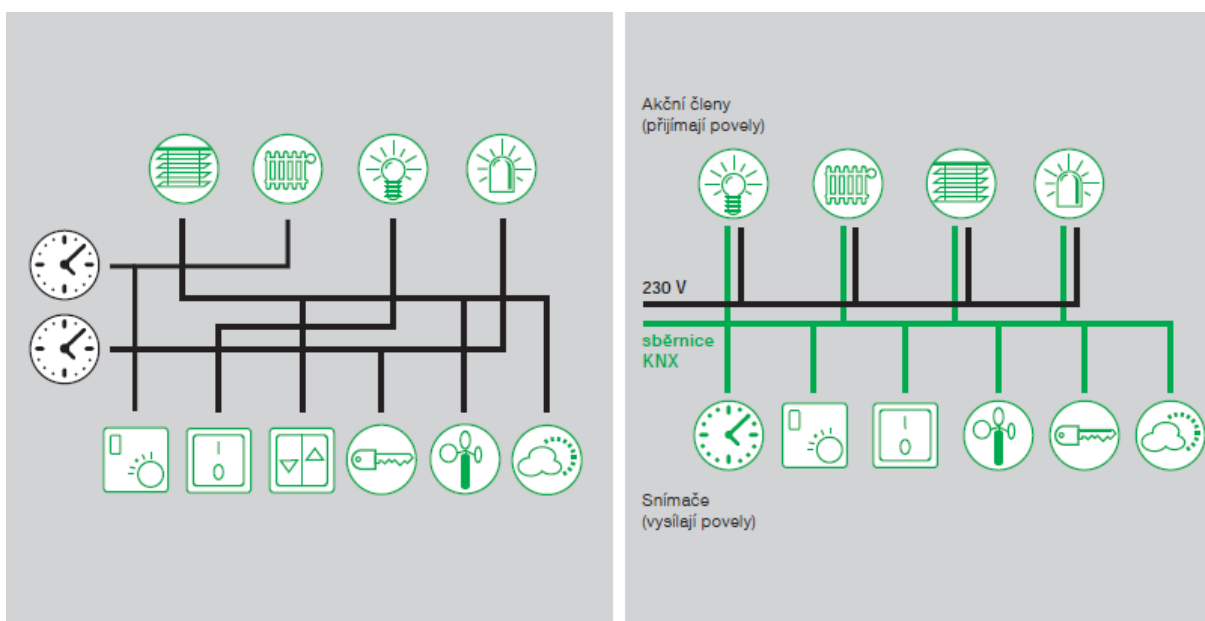 Akční členy
(přijímají povely)
230 V
sběrnice
KNX
Snímače
(vysílají povely)